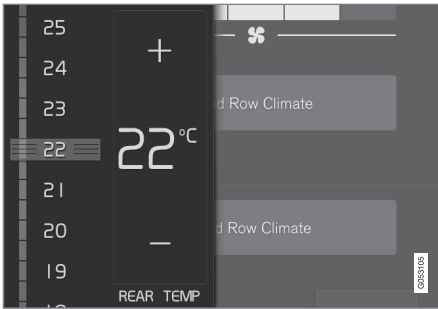 25
24
23
22
21
20
19
+
22°C
–
REAR TEMP
d Row Climate
d Row Climate
G053105